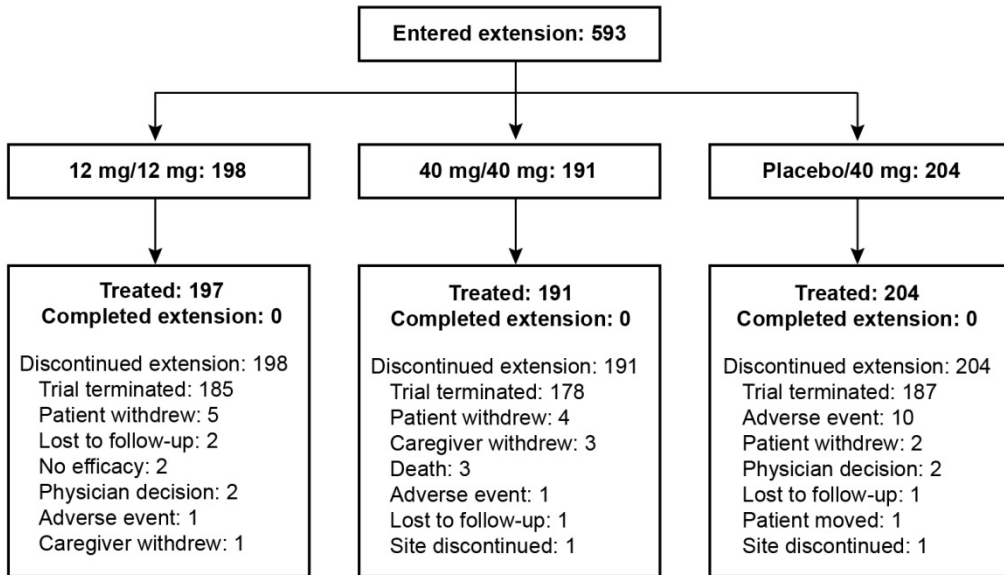 Entered extension: 593
12 mg/12 mg: 198
40 mg/40 mg: 191
Placebo/40 mg: 204
Treated: 197
Completed extension: 0
Discontinued extension: 198
Trial terminated: 185
Patient withdrew: 5
Lost to follow-up: 2
No efficacy: 2
Physician decision: 2
Adverse event: 1
Caregiver withdrew: 1
Treated: 191
Completed extension: 0
Discontinued extension: 191
Trial terminated: 178
Patient withdrew: 4
Caregiver withdrew: 3
Death: 3
Adverse event: 1
Lost to follow-up: 1
Site discontinued: 1
Treated: 204
Completed extension: 0
Discontinued extension: 204
Trial terminated: 187
Adverse event: 10
Patient withdrew: 2
Physician decision: 2
Lost to follow-up: 1
Patient moved: 1
Site discontinued: 1